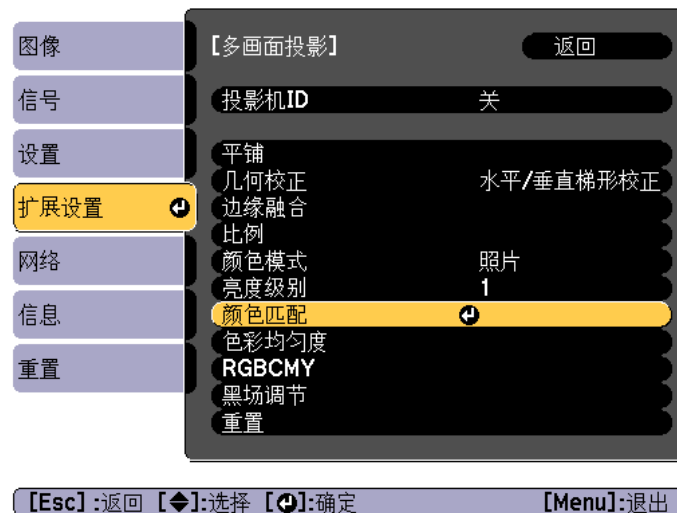 图像
信号
设置
扩展设置
网络
信息
重置
[多画面投影] 返回
投影机ID 关
平铺
几何校正 水平/垂直梯形校正
边缘融合
比例
颜色模式 照片
亮度级别 1
颜色匹配
色彩均匀度
RGBCMY
黑场调节
重置
[Esc] :返回 [◆]:选择 [⏎]:确定 [Menu]:退出